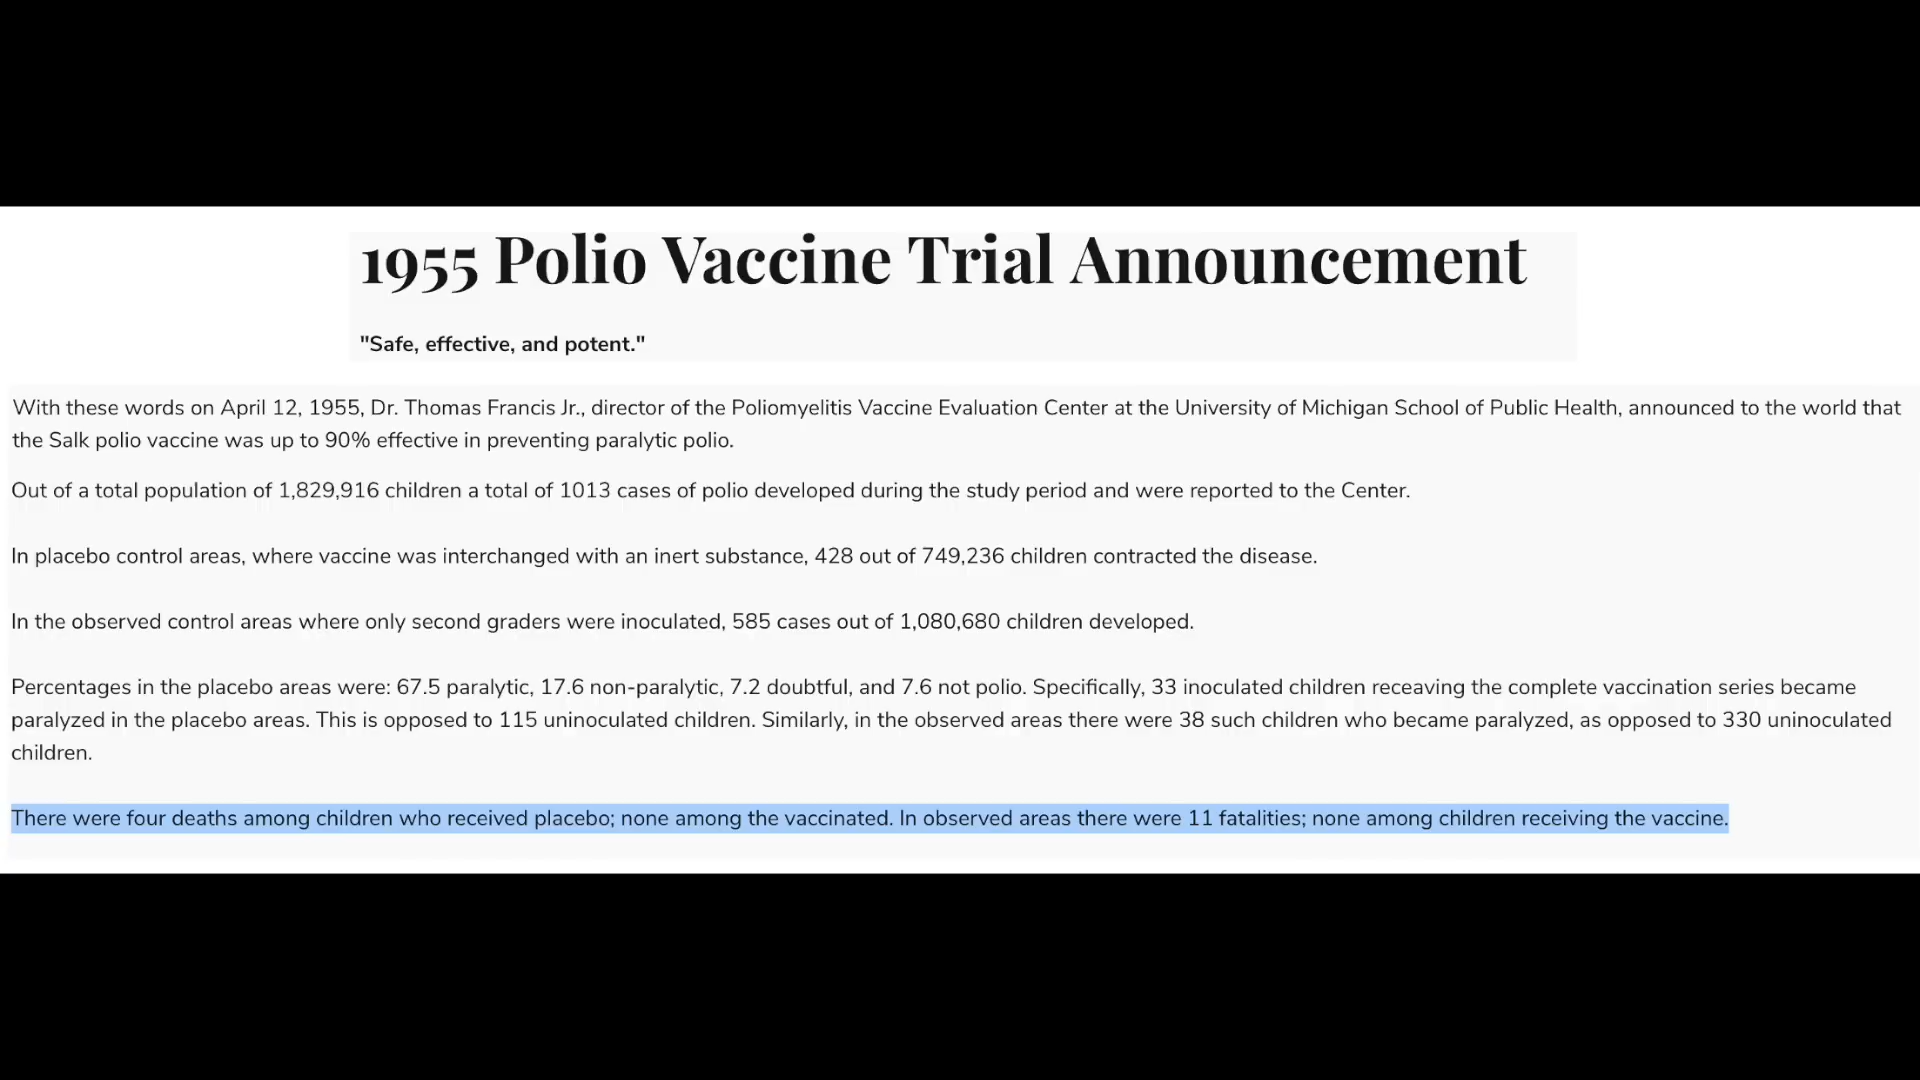 1955 Polio Vaccine Trial Announcement
"Safe, effective, and potent."
With these words on April 12, 1955, Dr. Thomas Francis Jr., director of the Poliomyelitis Vaccine Evaluation Center at the University of Michigan School of Public Health, announced to the world that
the Salk polio vaccine was up to 90% effective in preventing paralytic polio.
Out of a total population of 1,829,916 children a total of 1013 cases of polio developed during the study period and were reported to the Center.
In placebo control areas, where vaccine was interchanged with an inert substance, 428 out of 749,236 children contracted the disease.
In the observed control areas where only second graders were inoculated, 585 cases out of 1,080,680 children developed.
Percentages in the placebo areas were: 67.5 paralytic, 17.6 non-paralytic, 7.2 doubtful, and 7.6 not polio. Specifically, 33 inoculated children receaving the complete vaccination series became
paralyzed in the placebo areas. This is opposed to 115 uninoculated children. Similarly, in the observed areas there were 38 such children who became paralyzed, as opposed to 330 uninoculated
children.
There were four deaths among children who received placebo; none among the vaccinated. In observed areas there were 11 fatalities; none among children receiving the vaccine.